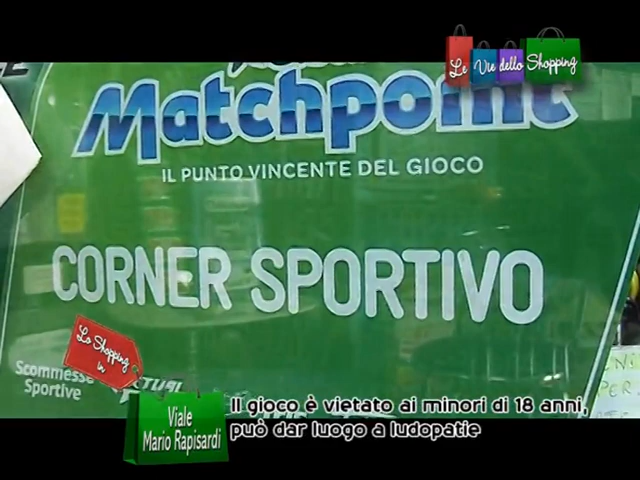 Le Vie dello Shopping
Matchpoint
IL PUNTO VINCENTE DEL GIOCO
CORNER SPORTIVO
Lo Shopping
in
Scommesse
Sportive
Viale
Mario Rapisardi
Il gioco è vietato ai minori di 18 anni,
può dar luogo a ludopatie